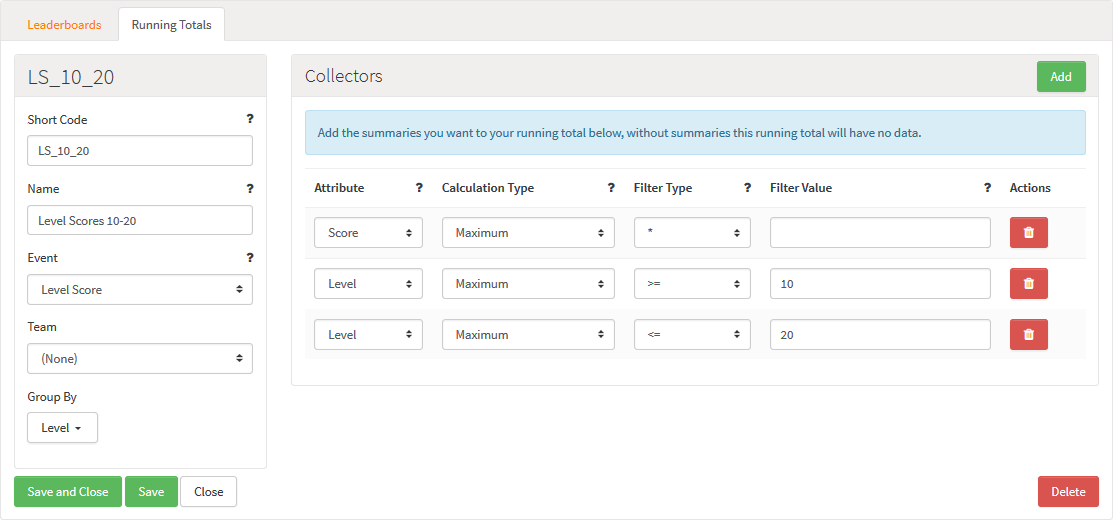 Leaderboards
Running Totals
LS_10_20
Short Code ?
LS_10_20
Name ?
Level Scores 10-20
Event ?
Level Score
Team
(None)
Group By
Level
Collectors
Add
Add the summaries you want to your running total below, without summaries this running total will have no data.
Attribute ? Calculation Type ? Filter Type ? Filter Value ? Actions
Score Maximum *
Level Maximum >= 10
Level Maximum <= 20
Save and Close Save Close Delete